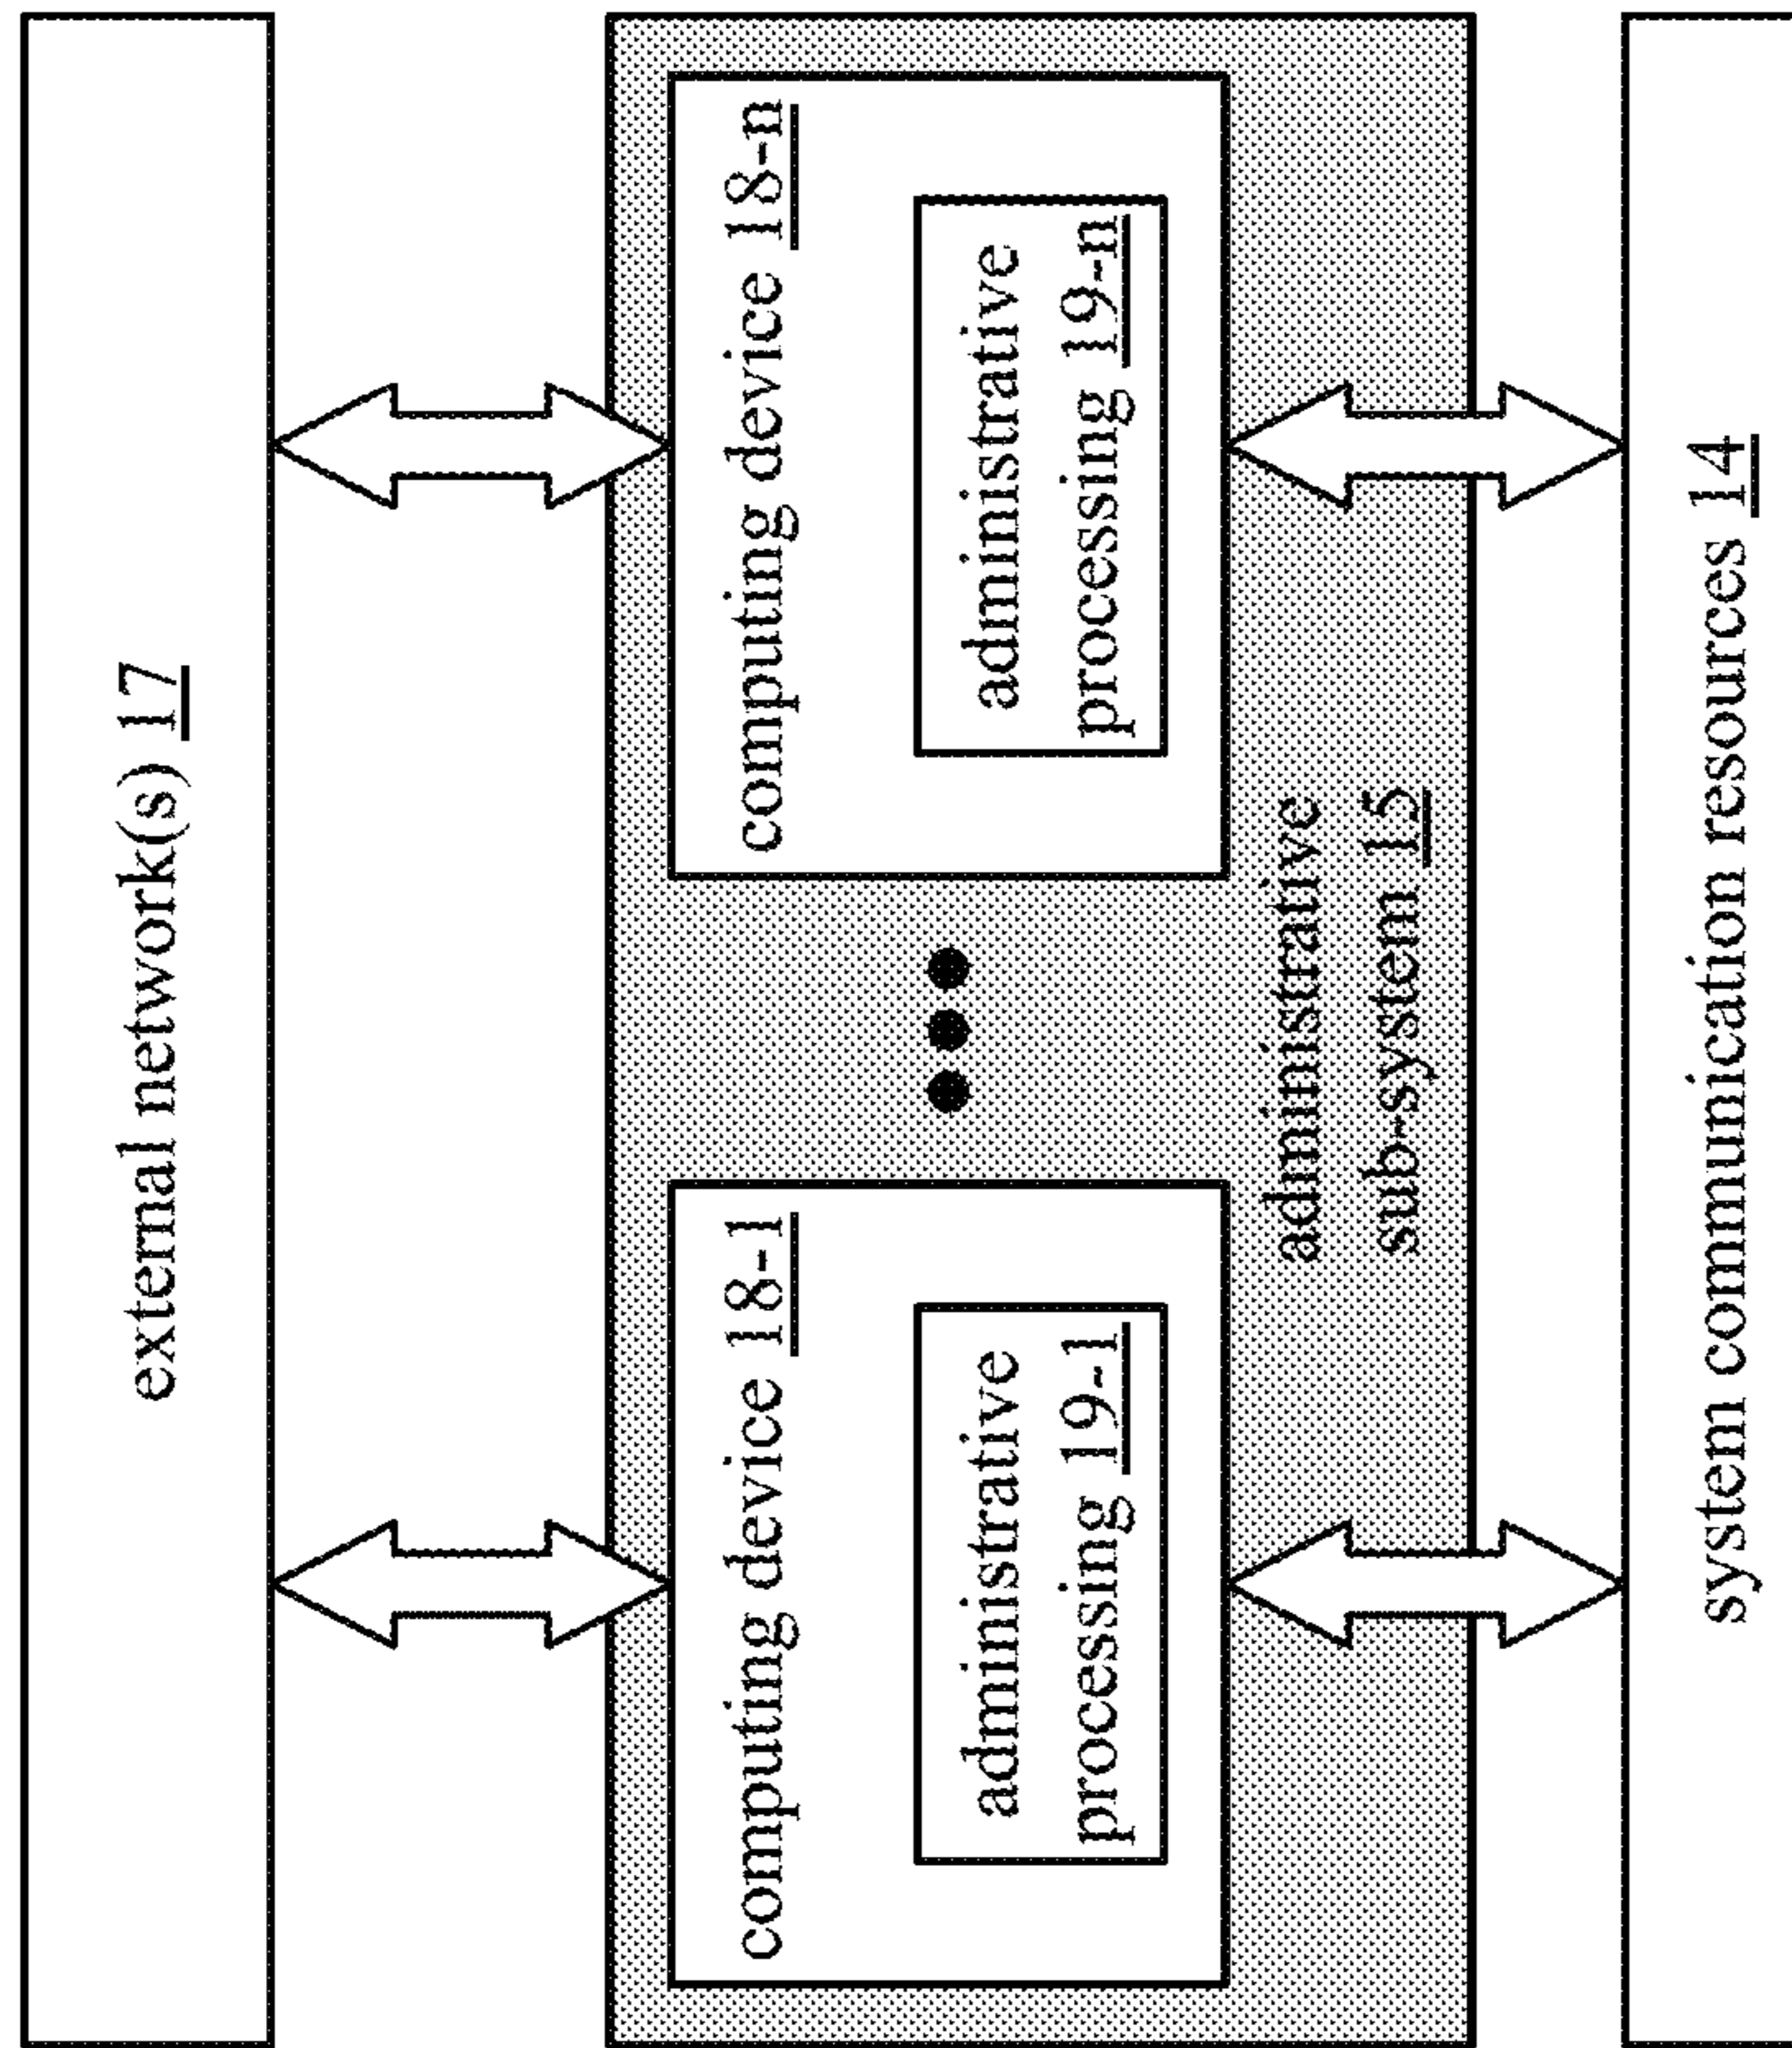 external network(s) 17
computing device 18-1
administrative
processing 19-1
computing device 18-n
administrative
processing 19-n
administrative
sub-system 15
system communication resources 14